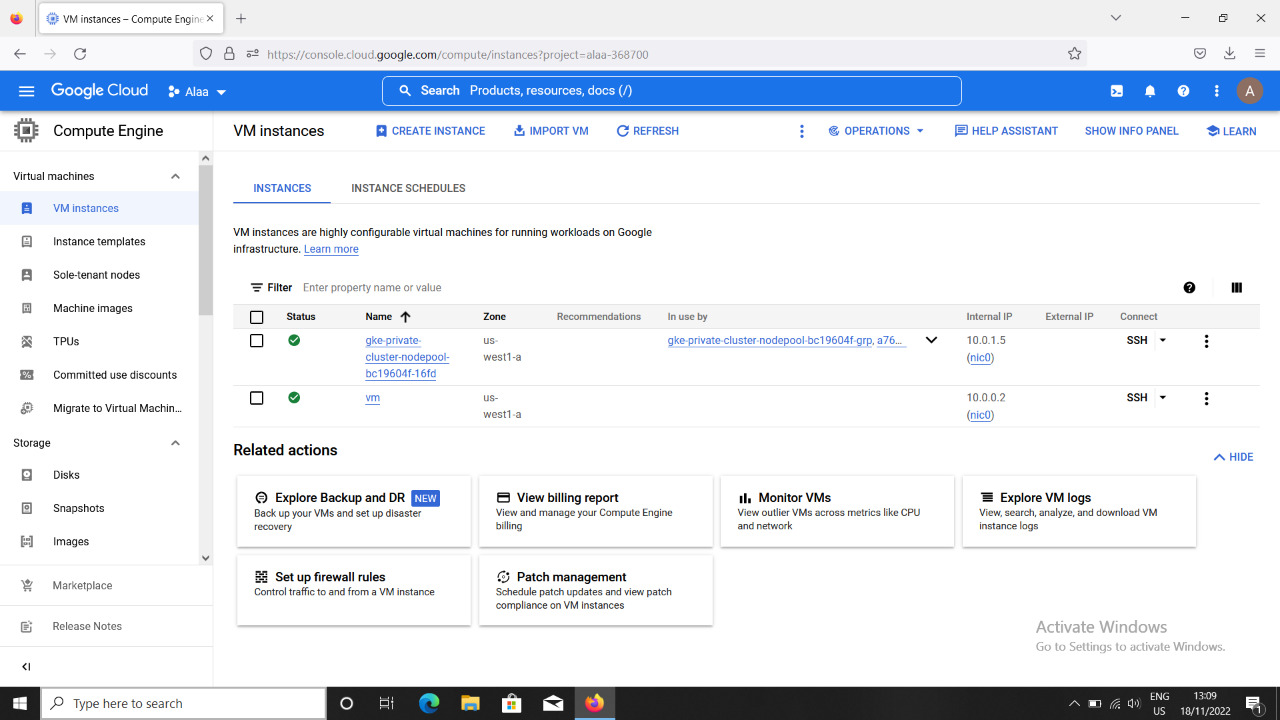 VM instances – Compute Engine
https://console.cloud.google.com/compute/instances?project=alaa-368700
Google Cloud
Alaa
Search Products, resources, docs (/)
A
Compute Engine
VM instances
CREATE INSTANCE
IMPORT VM
REFRESH
OPERATIONS
HELP ASSISTANT
SHOW INFO PANEL
LEARN
Virtual machines
VM instances
Instance templates
Sole-tenant nodes
Machine images
TPUs
Committed use discounts
Migrate to Virtual Machin...
Storage
Disks
Snapshots
Images
Marketplace
Release Notes
INSTANCES
INSTANCE SCHEDULES
VM instances are highly configurable virtual machines for running workloads on Google
infrastructure. Learn more
Filter Enter property name or value
Status Name Zone Recommendations In use by Internal IP External IP Connect
gke-private- us- gke-private-cluster-nodepool-bc19604f-grp, a76... 10.0.1.5 SSH
cluster-nodepool- west1-a (nic0)
bc19604f-16fd
vm us- 10.0.0.2 SSH
west1-a (nic0)
Related actions
HIDE
Explore Backup and DR NEW
Back up your VMs and set up disaster
recovery
View billing report
View and manage your Compute Engine
billing
Monitor VMs
View outlier VMs across metrics like CPU
and network
Explore VM logs
View, search, analyze, and download VM
instance logs
Set up firewall rules
Control traffic to and from a VM instance
Patch management
Schedule patch updates and view patch
compliance on VM instances
Activate Windows
Go to Settings to activate Windows.
Type here to search
ENG
US
13:09
18/11/2022
1